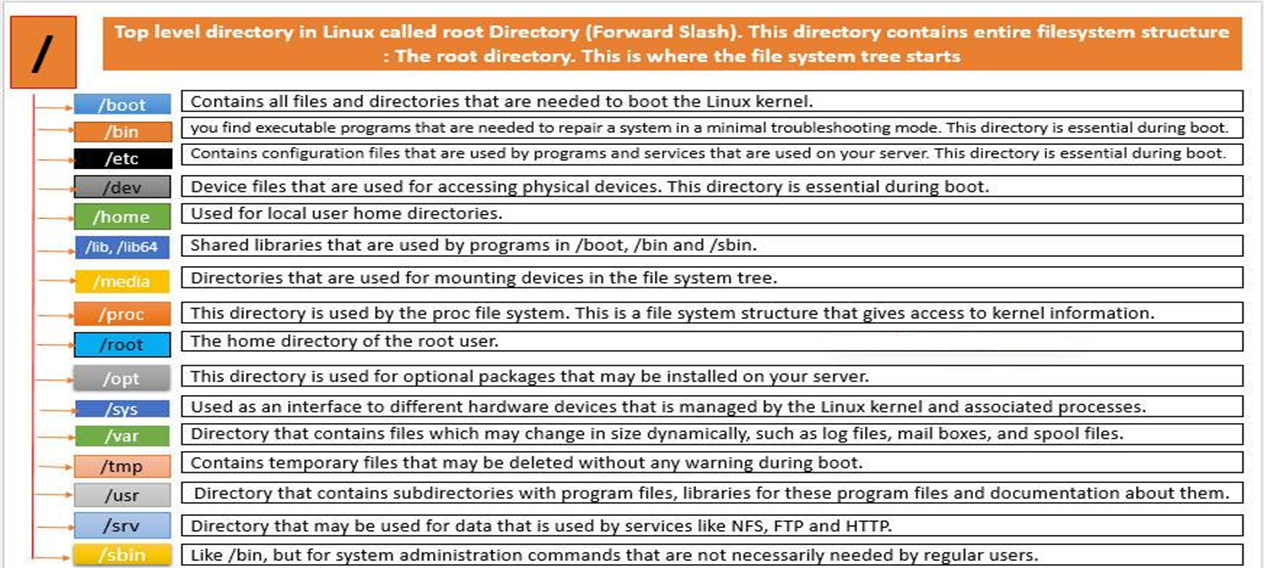 /
Top level directory in Linux called root Directory (Forward Slash). This directory contains entire filesystem structure
: The root directory. This is where the file system tree starts
/boot Contains all files and directories that are needed to boot the Linux kernel.
/bin you find executable programs that are needed to repair a system in a minimal troubleshooting mode. This directory is essential during boot.
/etc Contains configuration files that are used by programs and services that are used on your server. This directory is essential during boot.
/dev Device files that are used for accessing physical devices. This directory is essential during boot.
/home Used for local user home directories.
/lib, /lib64 Shared libraries that are used by programs in /boot, /bin and /sbin.
/media Directories that are used for mounting devices in the file system tree.
/proc This directory is used by the proc file system. This is a file system structure that gives access to kernel information.
/root The home directory of the root user.
/opt This directory is used for optional packages that may be installed on your server.
/sys Used as an interface to different hardware devices that is managed by the Linux kernel and associated processes.
/var Directory that contains files which may change in size dynamically, such as log files, mail boxes, and spool files.
/tmp Contains temporary files that may be deleted without any warning during boot.
/usr Directory that contains subdirectories with program files, libraries for these program files and documentation about them.
/srv Directory that may be used for data that is used by services like NFS, FTP and HTTP.
/sbin Like /bin, but for system administration commands that are not necessarily needed by regular users.